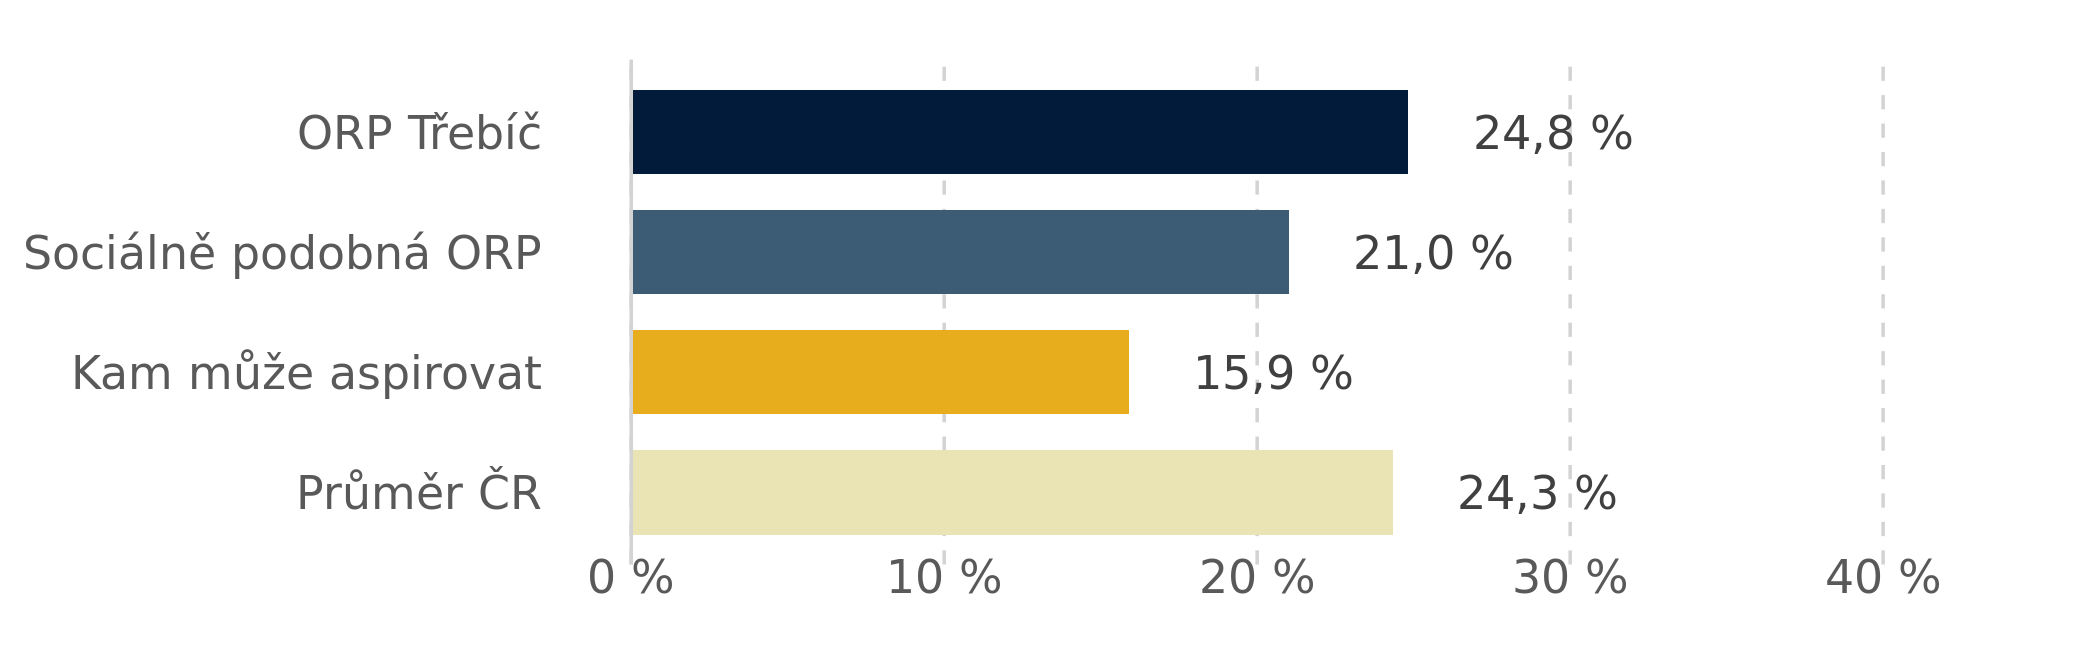 ORP Třebíč 24,8 %
Sociálně podobná ORP 21,0 %
Kam může aspirovat 15,9 %
Průměr ČR 24,3 %
0 % 10 % 20 % 30 % 40 %